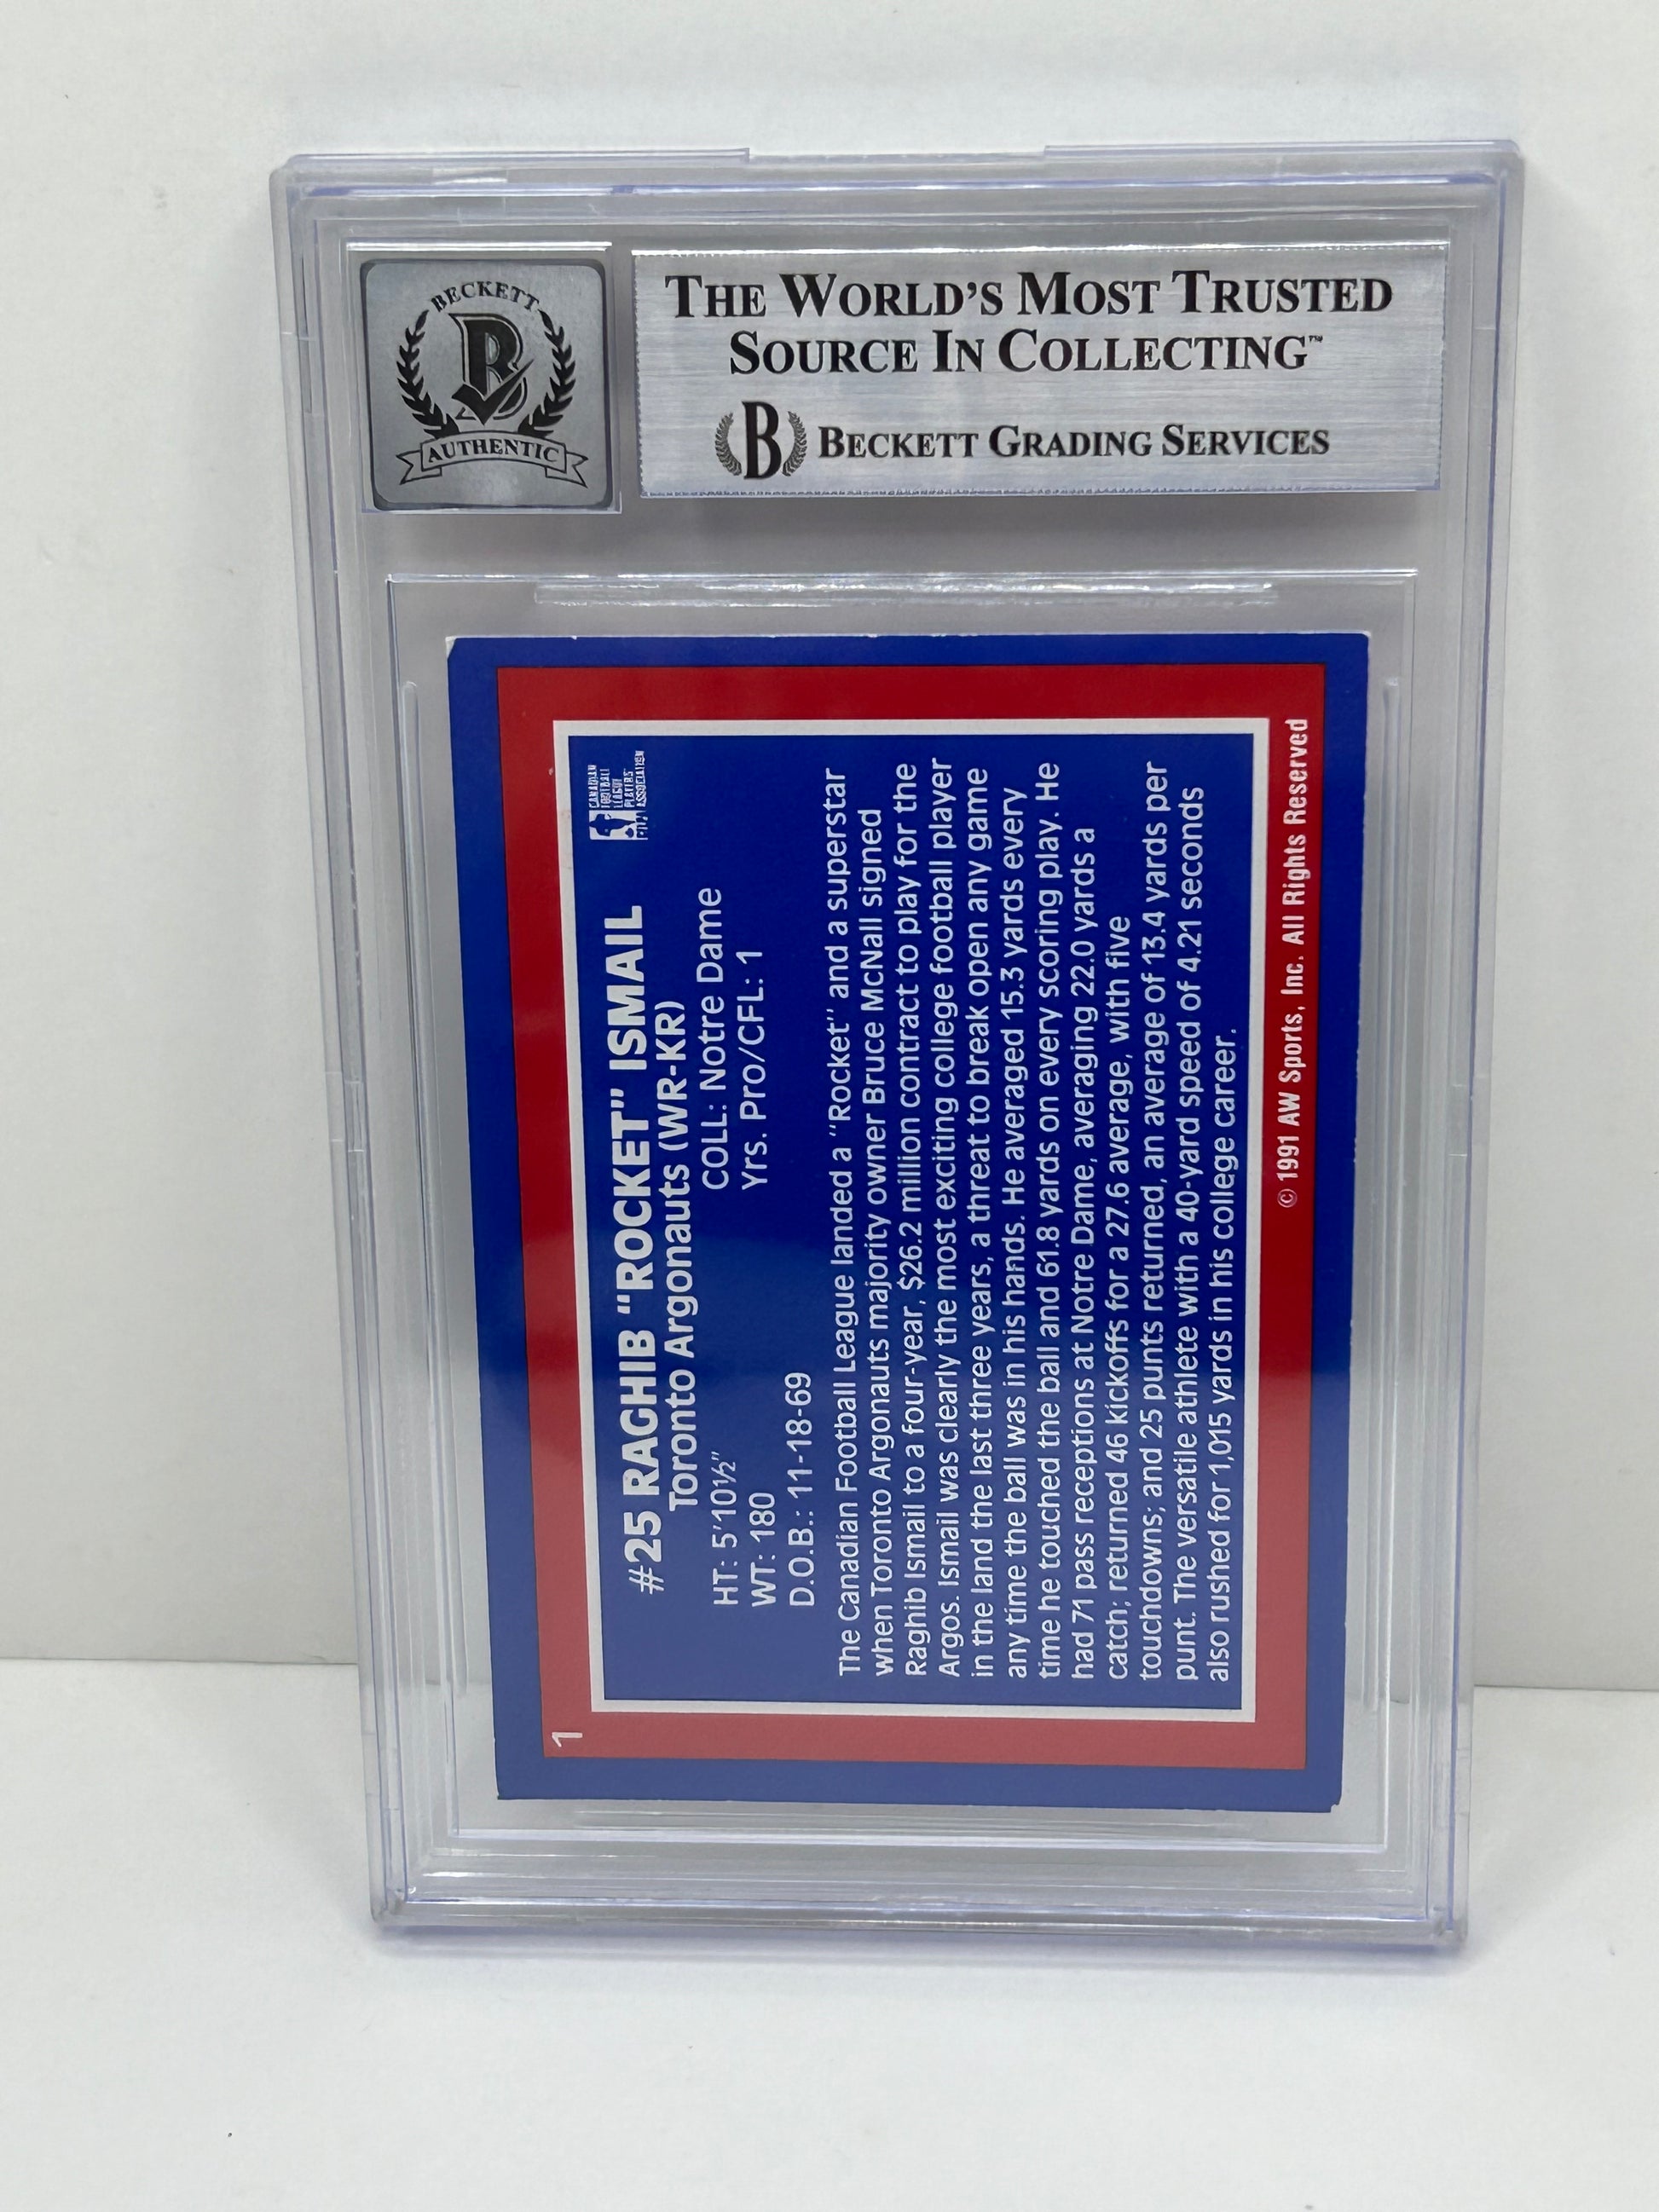 BECKETT
AUTHENTIC
THE WORLD'S MOST TRUSTED
SOURCE IN COLLECTING™
B BECKETT GRADING SERVICES
1
#25 RAGHIB "ROCKET" ISMAIL
Toronto Argonauts (WR-KR)
HT: 5'10½"
WT: 180
D.O.B.: 11-18-69
COLL: Notre Dame
Yrs. Pro/CFL: 1
CANADIAN
FOOTBALL
LEAGUE
PLAYERS'
ASSOCIATION
The Canadian Football League landed a "Rocket" and a superstar
when Toronto Argonauts majority owner Bruce McNall signed
Raghib Ismail to a four-year, $26.2 million contract to play for the
Argos. Ismail was clearly the most exciting college football player
in the land the last three years, a threat to break open any game
any time the ball was in his hands. He averaged 15.3 yards every
time he touched the ball and 61.8 yards on every scoring play. He
had 71 pass receptions at Notre Dame, averaging 22.0 yards a
catch; returned 46 kickoffs for a 27.6 average, with five
touchdowns; and 25 punts returned, an average of 13.4 yards per
punt. The versatile athlete with a 40-yard speed of 4.21 seconds
also rushed for 1,015 yards in his college career.
© 1991 AW Sports, Inc. All Rights Reserved